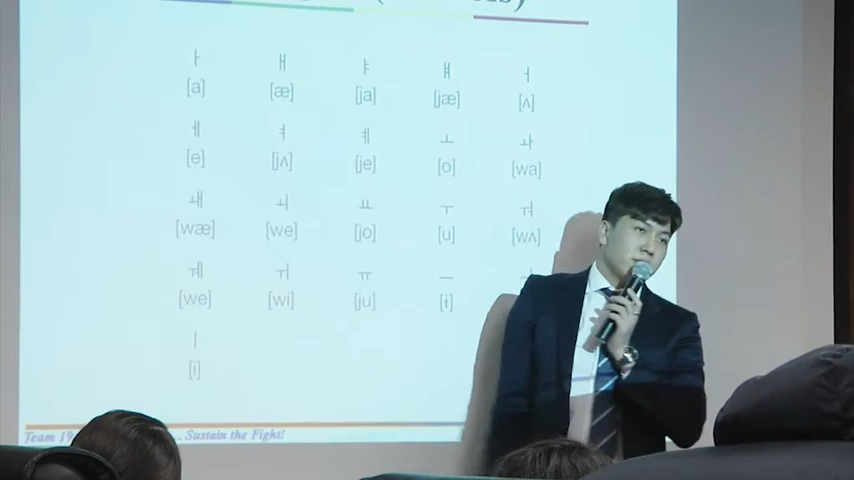 ㅏ ㅐ ㅑ ㅒ ㅓ
[a] [æ] [ja] [jæ] [ʌ]
ㅔ ㅕ ㅖ ㅗ ㅘ
[e] [jʌ] [je] [o] [wa]
ㅙ ㅚ ㅛ ㅜ ㅝ
[wæ] [we] [jo] [u] [wʌ]
ㅞ ㅟ ㅠ ㅡ
[we] [wi] [ju] [ɨ]
ㅣ
[i]
Team 19 Sustain the Fight!